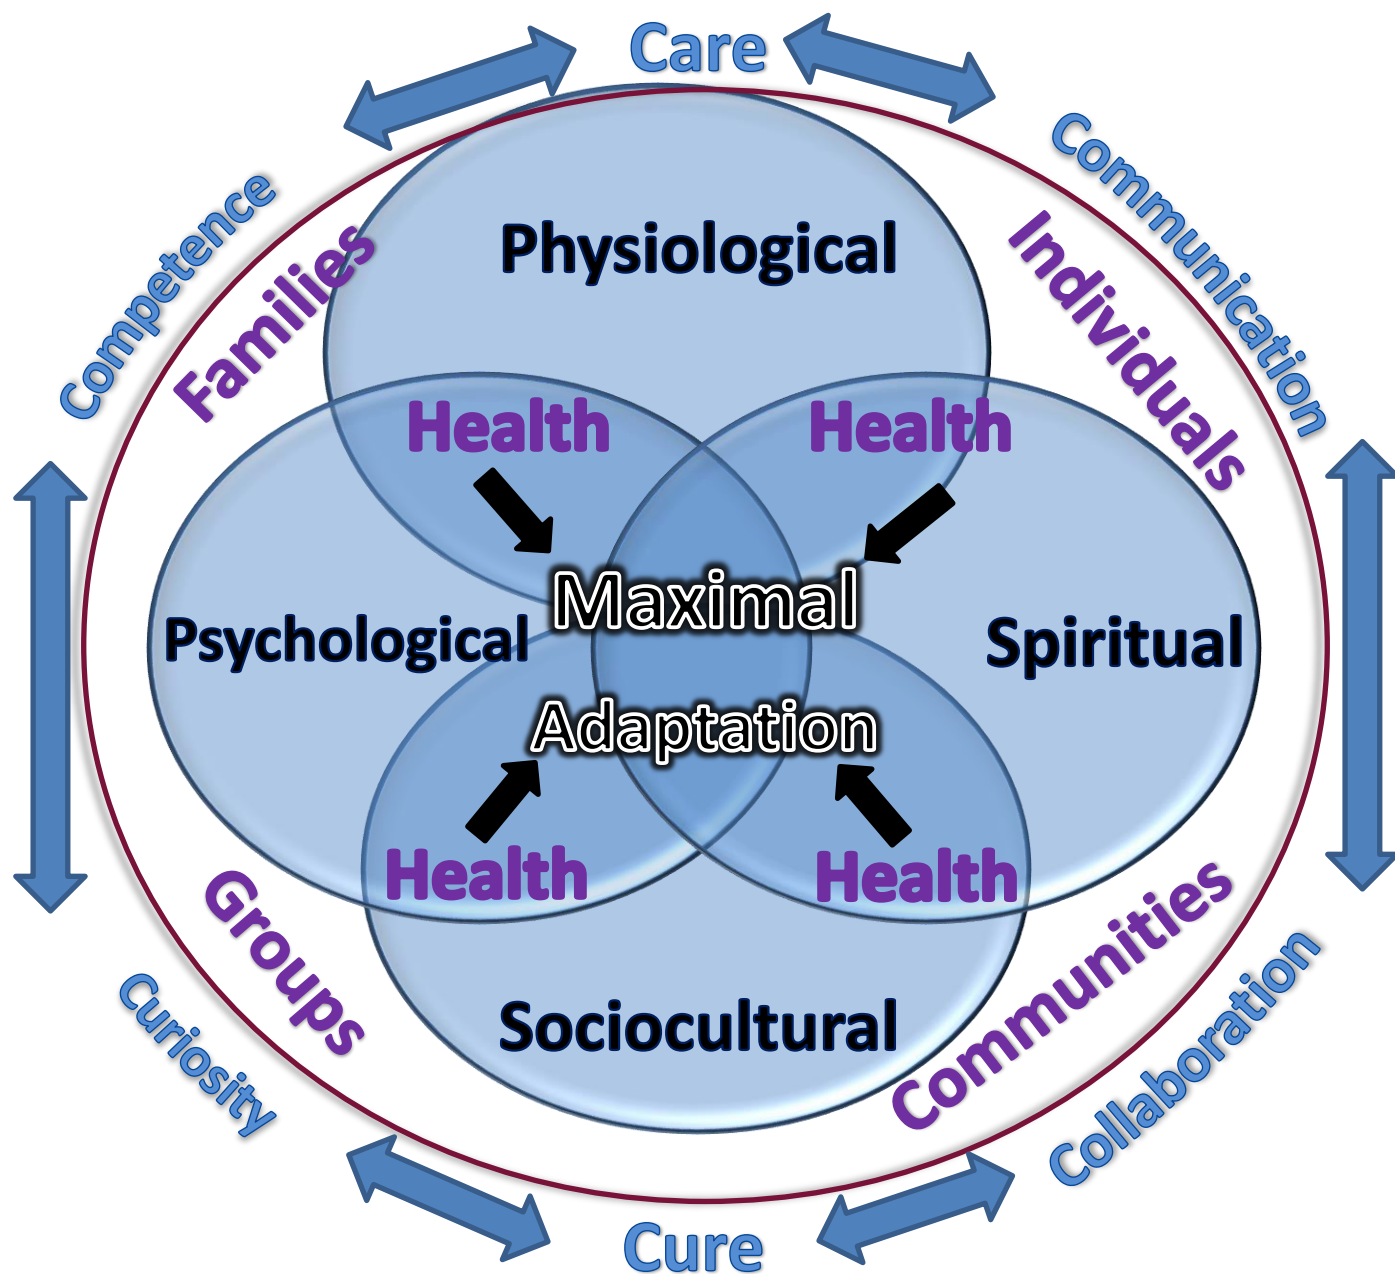 Care
Communication
Competence
Families
Individuals
Physiological
Health
Health
Maximal
Psychological
Spiritual
Adaptation
Health
Health
Groups
Communities
Sociocultural
Curiosity
Collaboration
Cure